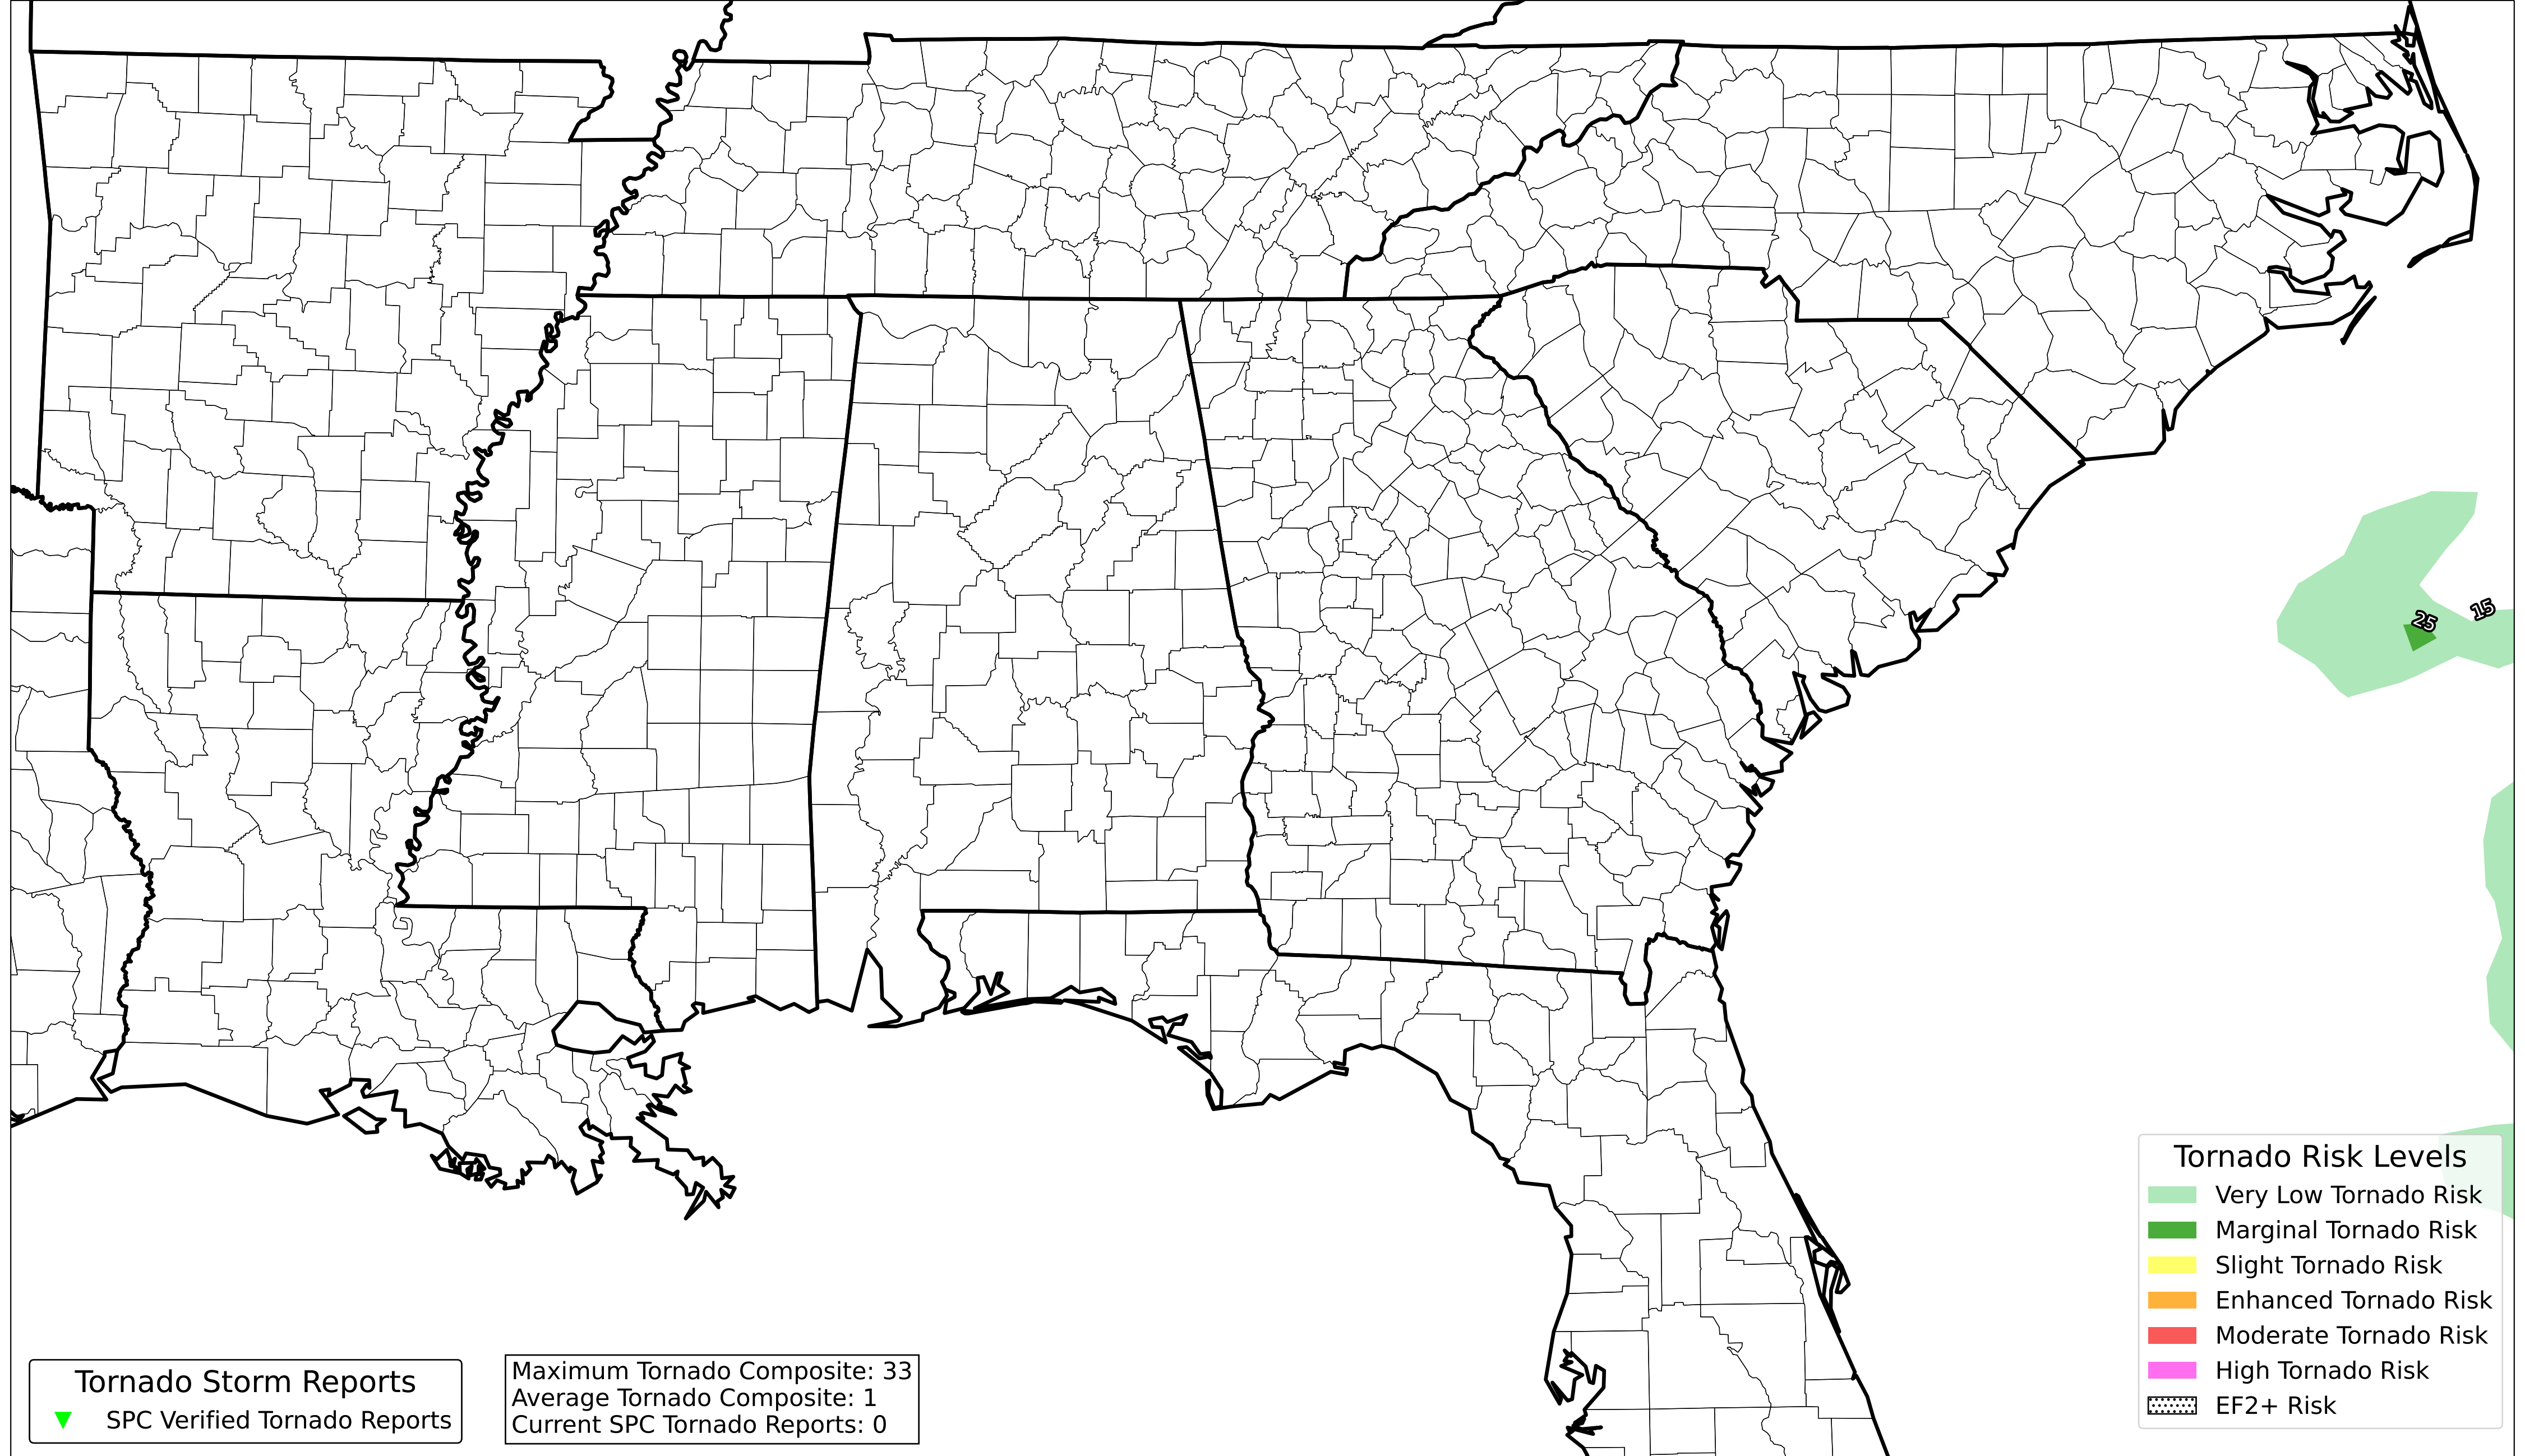 25
15
Tornado Risk Levels
Very Low Tornado Risk
Marginal Tornado Risk
Slight Tornado Risk
Enhanced Tornado Risk
Moderate Tornado Risk
High Tornado Risk
EF2+ Risk
Tornado Storm Reports
SPC Verified Tornado Reports
Maximum Tornado Composite: 33
Average Tornado Composite: 1
Current SPC Tornado Reports: 0